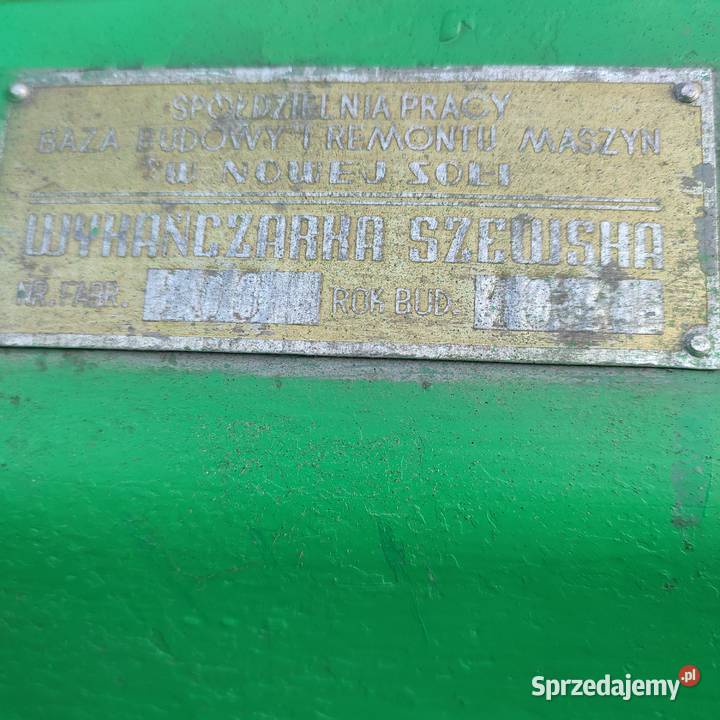 SPÓŁDZIELNIA PRACY
BAZA BUDOWY I REMONTU MASZYN
W NOWEJ SOLI
WYKAŃCZARKA SZEWSKA
NR. FABR. ROK BUD.
Sprzedajemy.pl